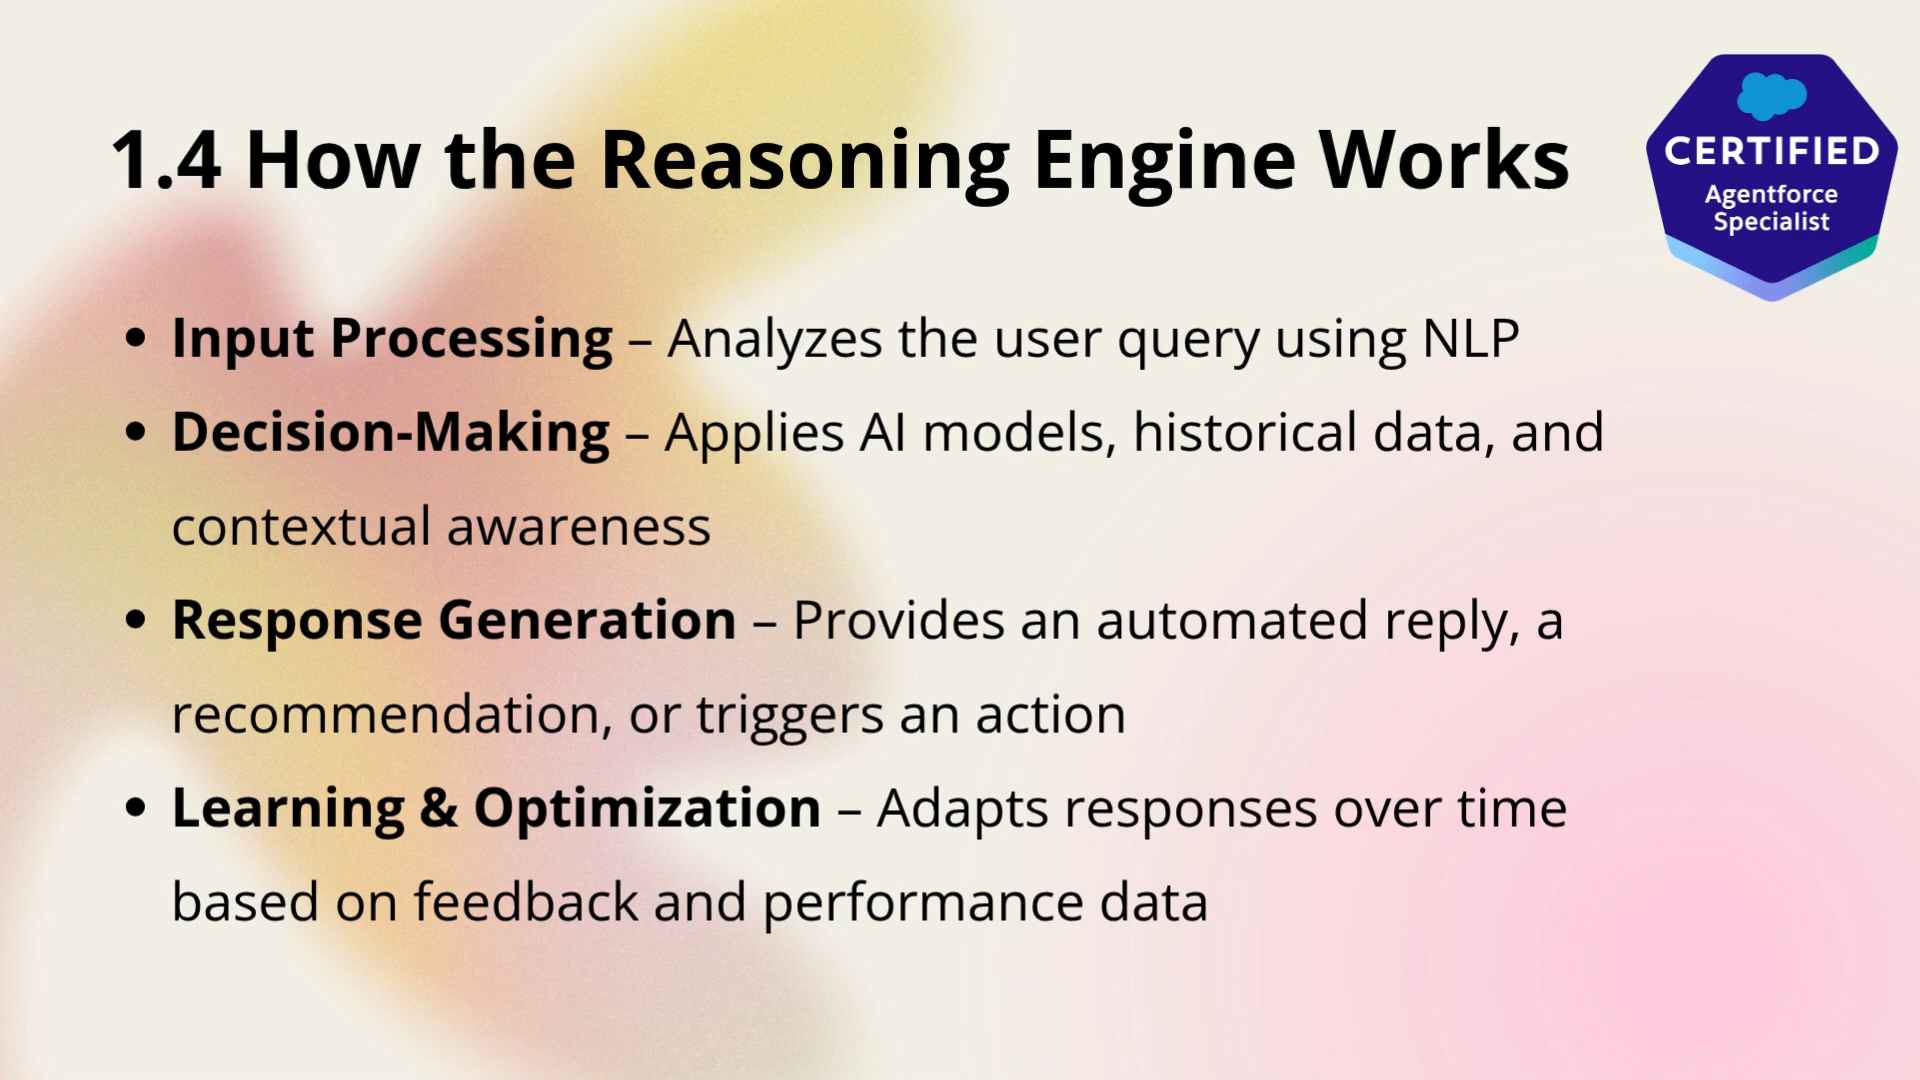 1.4 How the Reasoning Engine Works
CERTIFIED
Agentforce
Specialist
• Input Processing – Analyzes the user query using NLP
• Decision-Making – Applies AI models, historical data, and
contextual awareness
• Response Generation – Provides an automated reply, a
recommendation, or triggers an action
• Learning & Optimization – Adapts responses over time
based on feedback and performance data